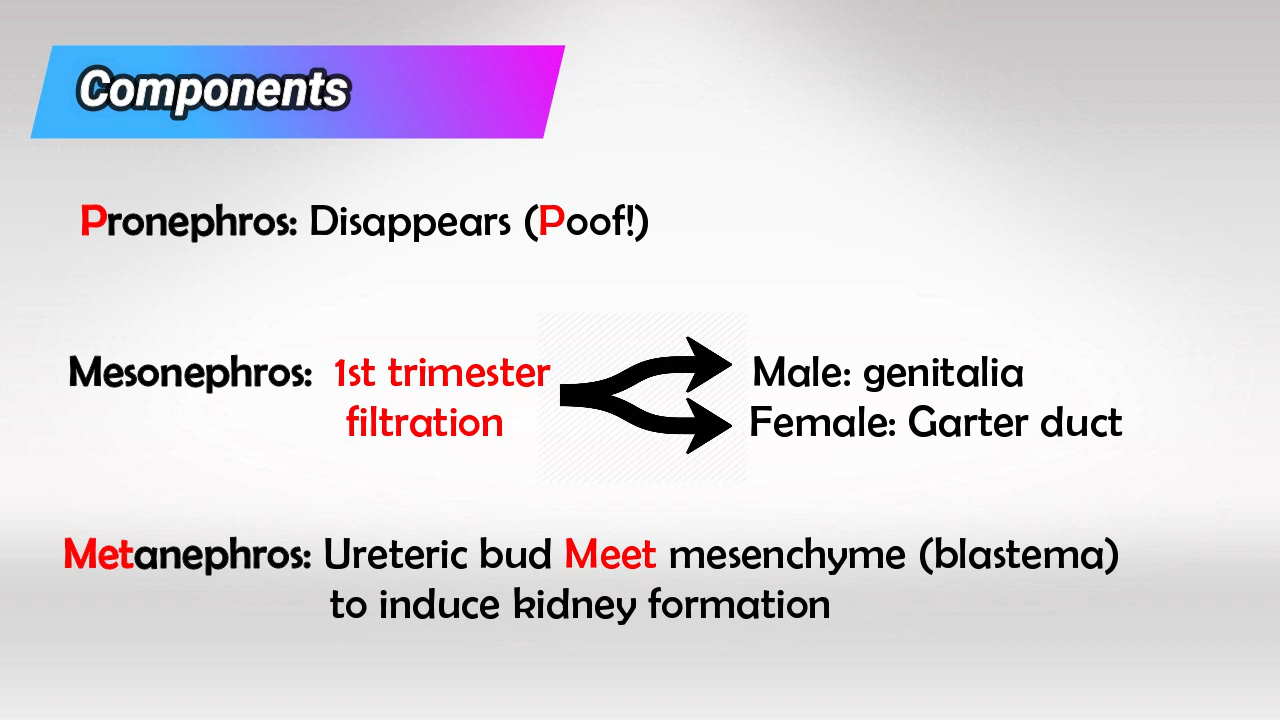 Components
Pronephros: Disappears (Poof!)
Mesonephros: 1st trimester
filtration
Male: genitalia
Female: Garter duct
Metanephros: Ureteric bud Meet mesenchyme (blastema)
to induce kidney formation